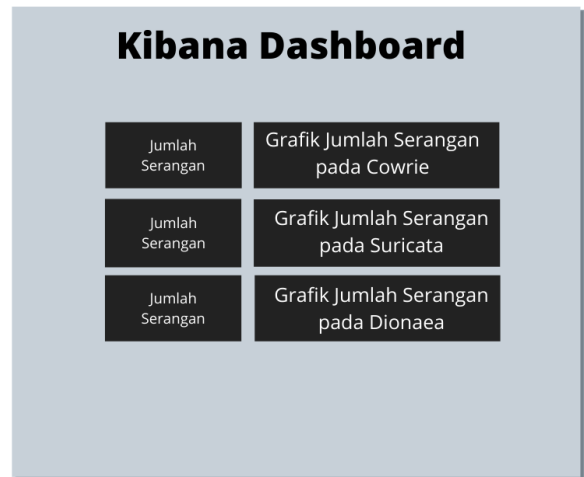 Kibana Dashboard
Jumlah
Serangan
Grafik Jumlah Serangan
pada Cowrie
Jumlah
Serangan
Grafik Jumlah Serangan
pada Suricata
Jumlah
Serangan
Grafik Jumlah Serangan
pada Dionaea